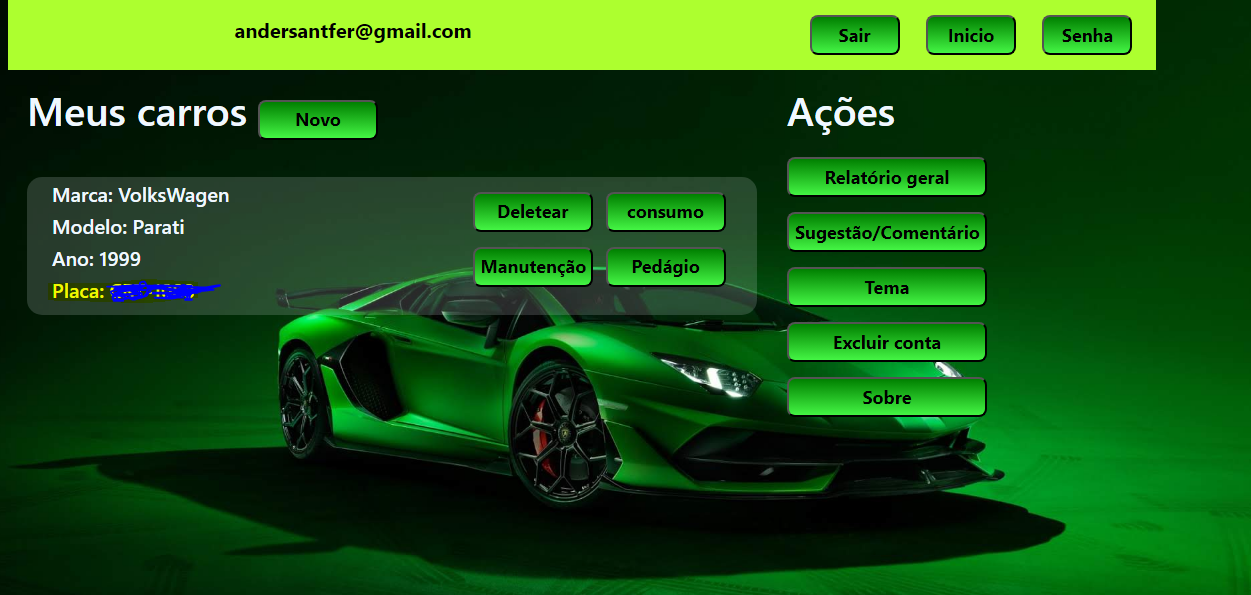 andersantfer@gmail.com
Sair
Inicio
Senha
Meus carros
Novo
Ações
Marca: VolksWagen
Modelo: Parati
Ano: 1999
Placa:
Deletear
consumo
Manutenção
Pedágio
Relatório geral
Sugestão/Comentário
Tema
Excluir conta
Sobre